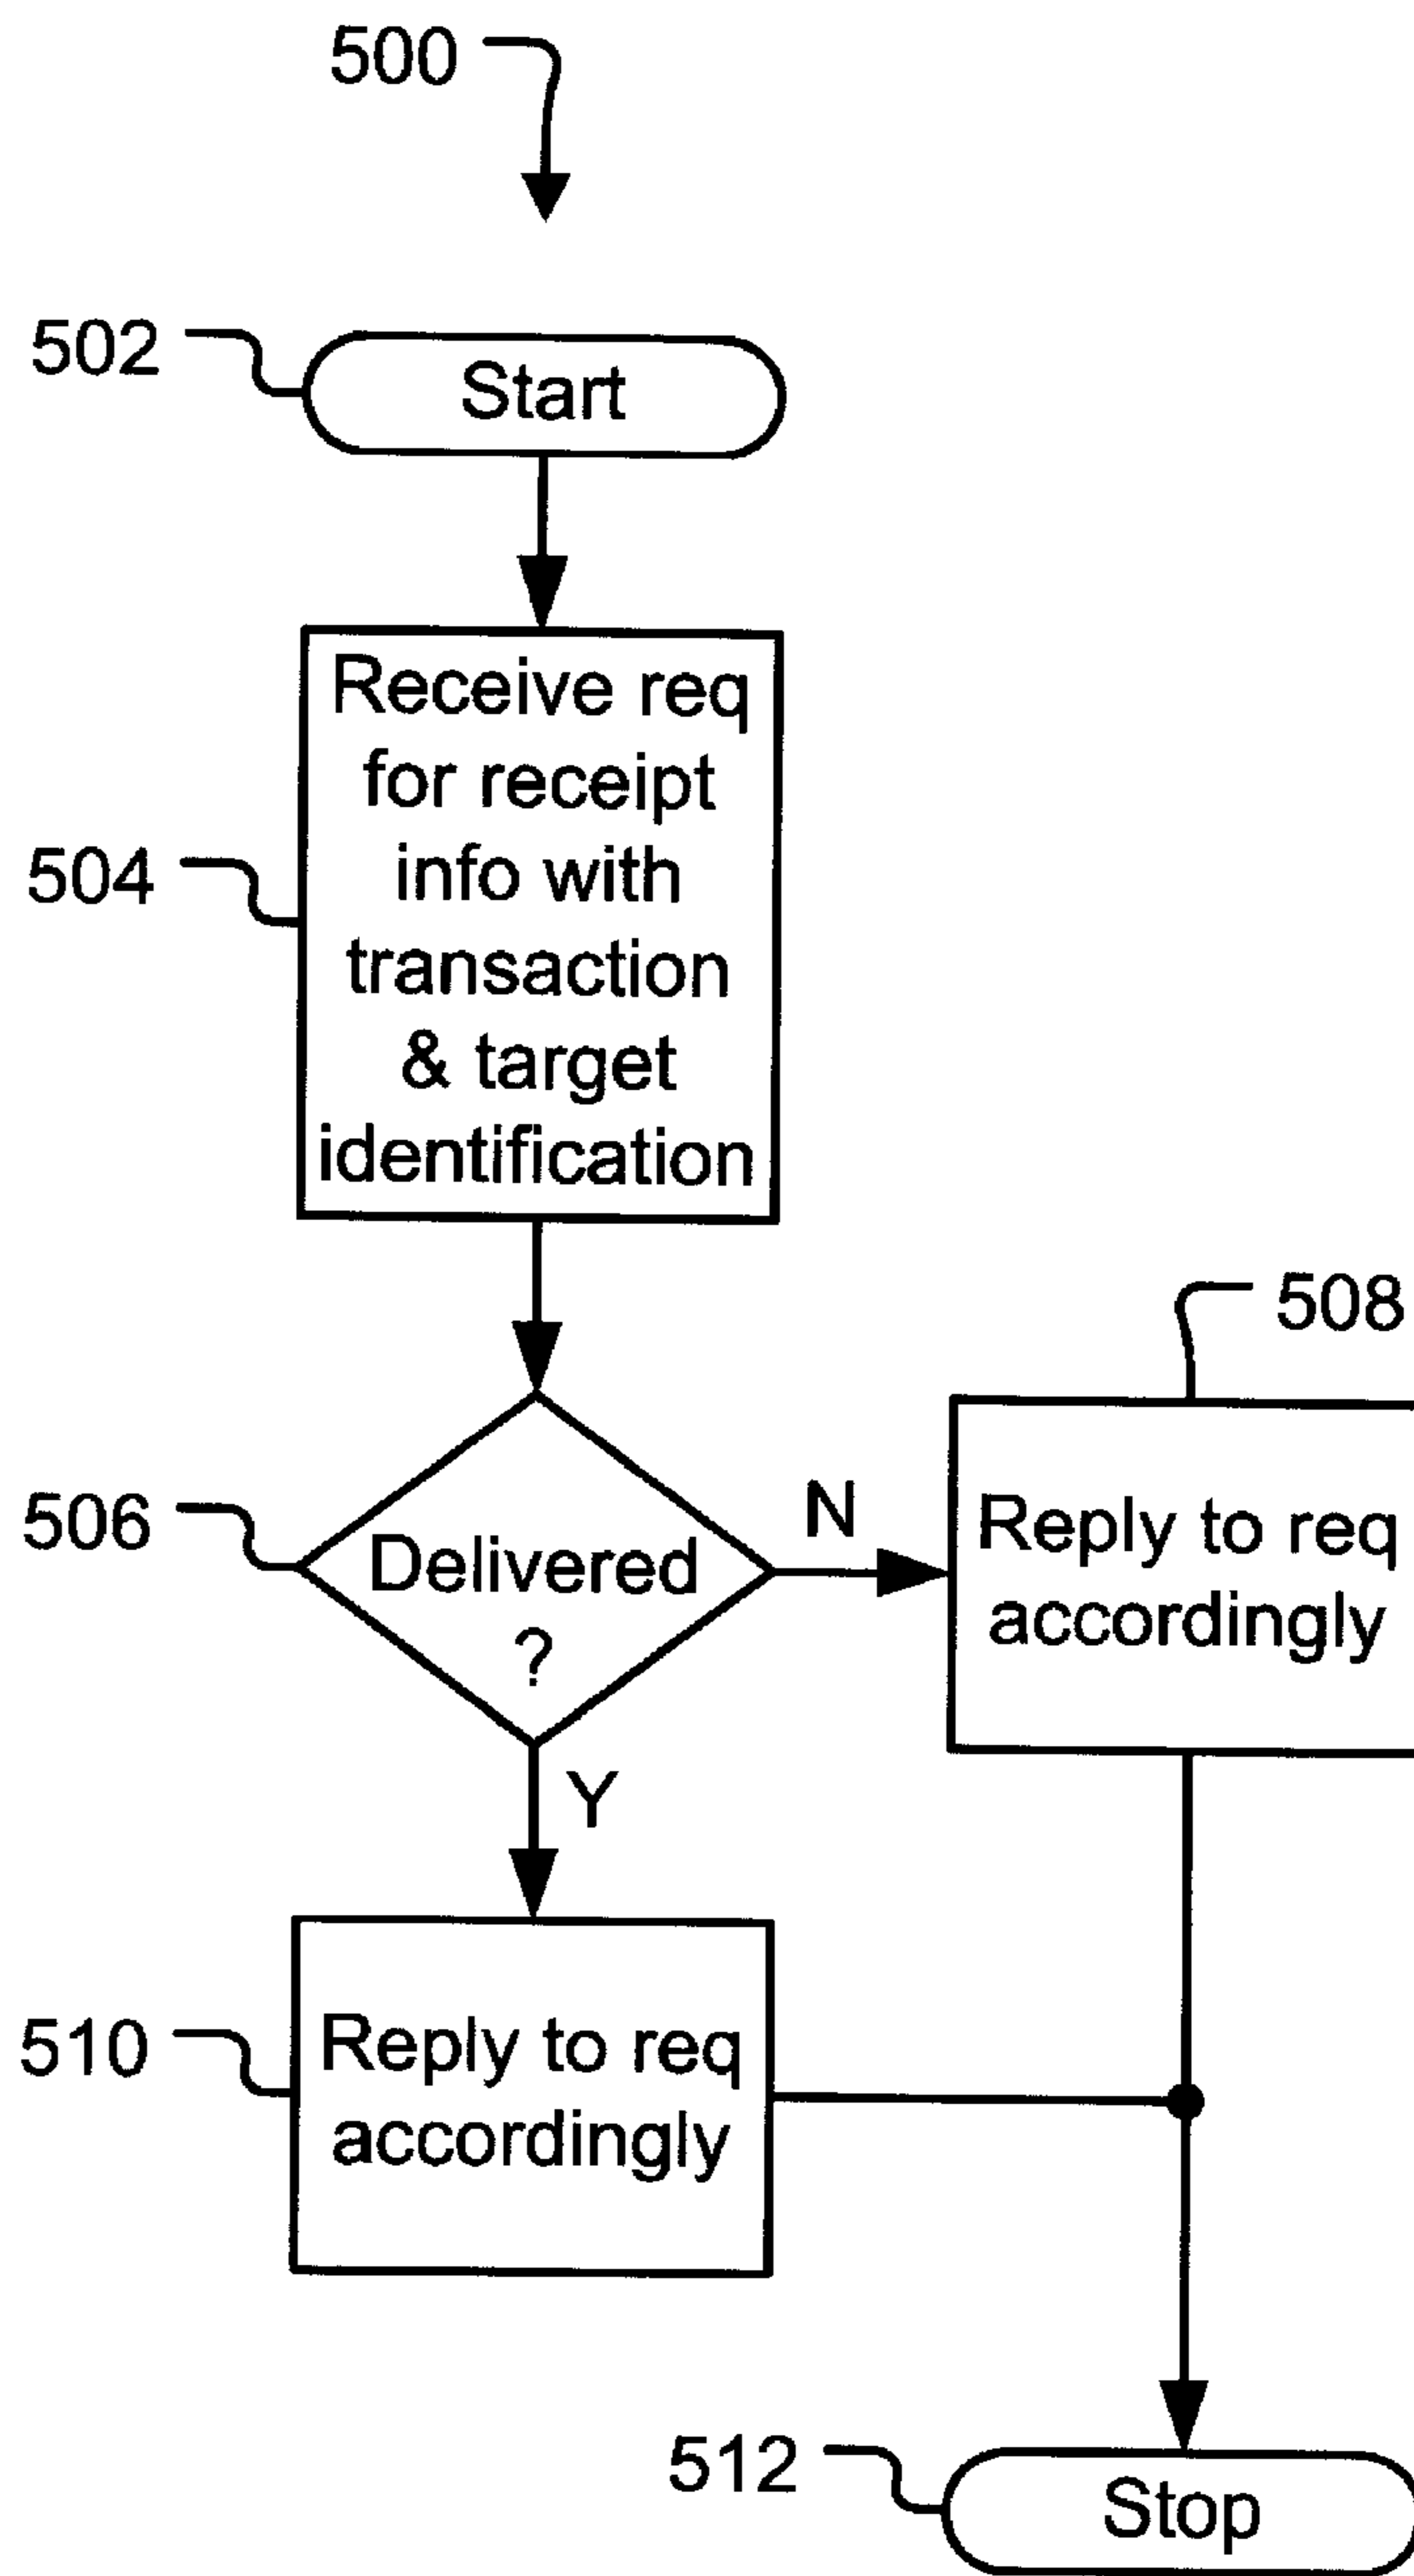 500
502
Start
504
Receive req
for receipt
info with
transaction
& target
identification
506
Delivered
?
N
Y
508
Reply to req
accordingly
510
Reply to req
accordingly
512
Stop